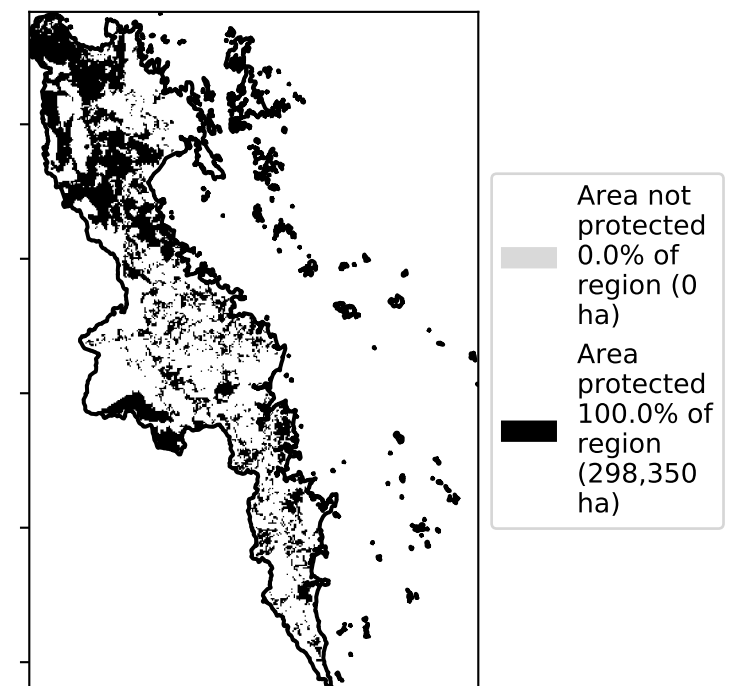 Area not
protected
0.0% of
region (0
ha)
Area
protected
100.0% of
region
(298,350
ha)